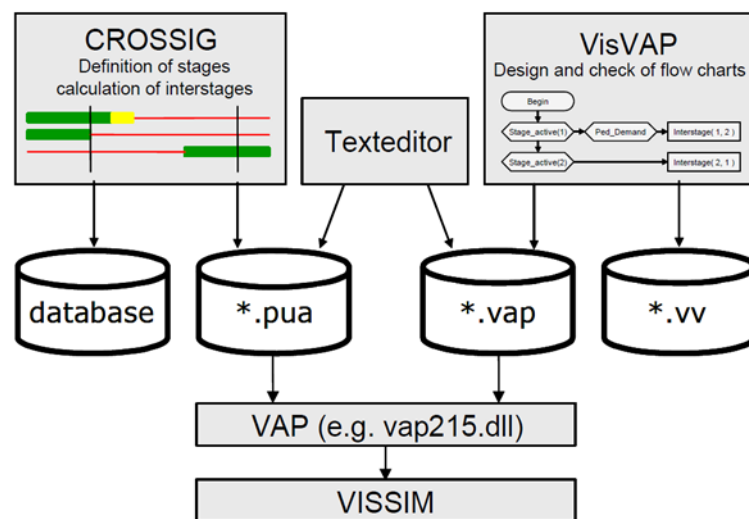 CROSSIG
Definition of stages
calculation of interstages
Texteditor
VisVAP
Design and check of flow charts
Begin
Stage_active(1)
Ped_Demand
Interstage( 1, 2 )
Stage_active(2)
Interstage( 2, 1 )
database
*.pua
*.vap
*.vv
VAP (e.g. vap215.dll)
VISSIM